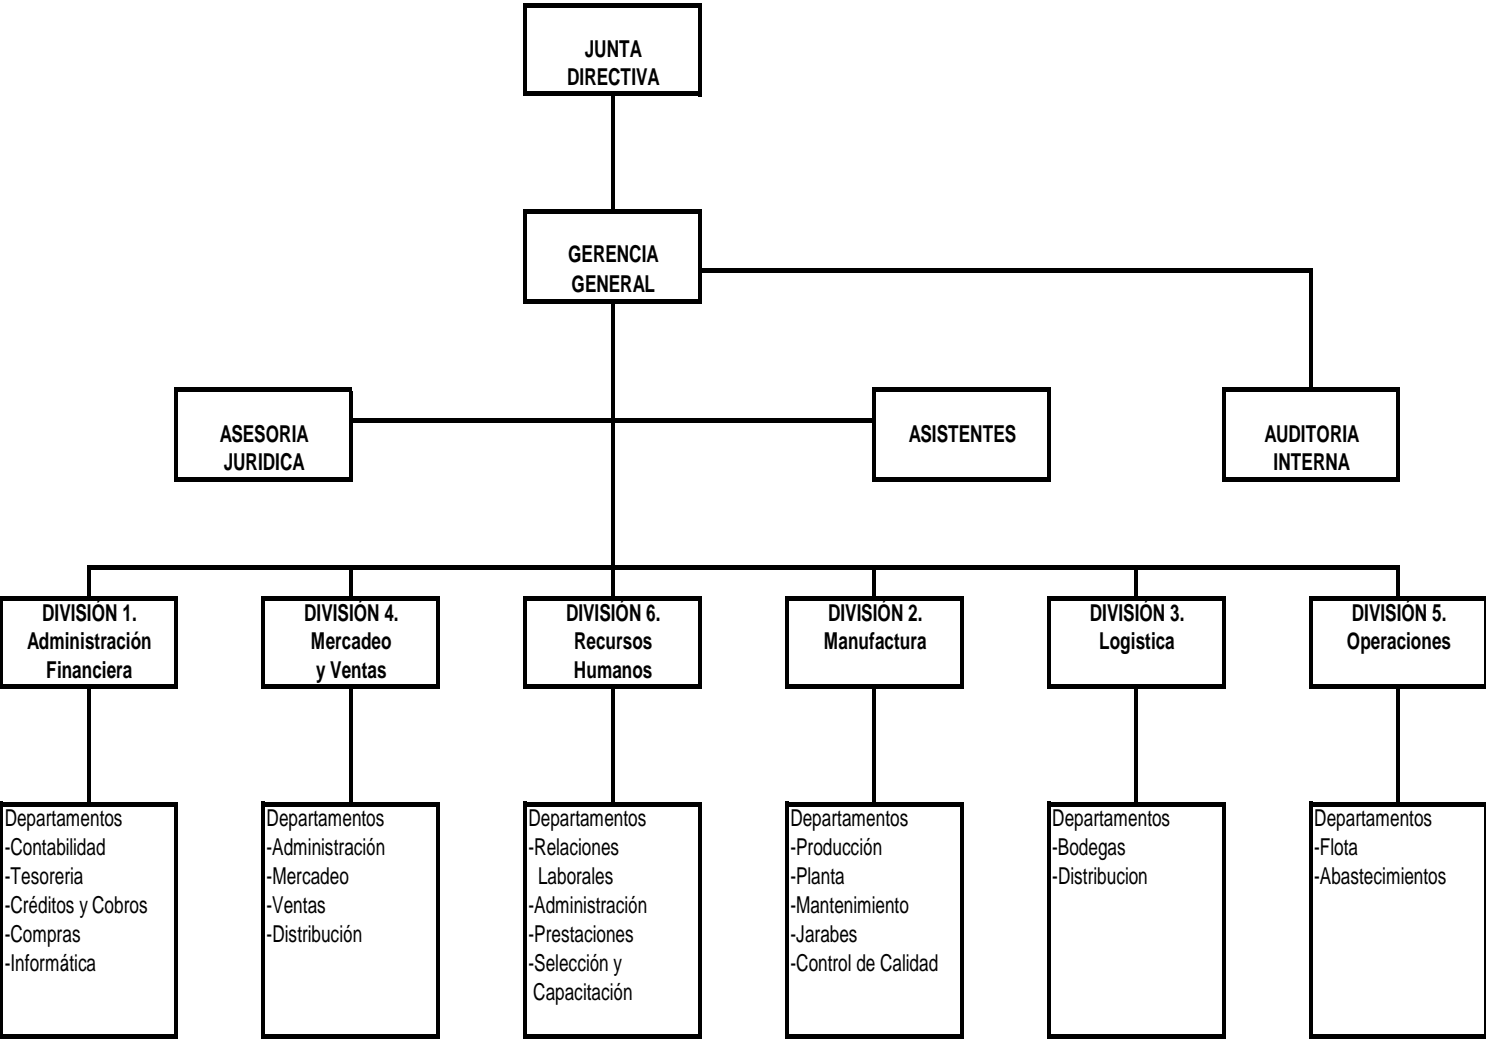 JUNTA
DIRECTIVA
GERENCIA
GENERAL
ASESORIA
JURIDICA
ASISTENTES
AUDITORIA
INTERNA
DIVISIÓN 1.
Administración
Financiera
DIVISIÓN 4.
Mercadeo
y Ventas
DIVISIÓN 6.
Recursos
Humanos
DIVISIÓN 2.
Manufactura
DIVISIÓN 3.
Logistica
DIVISIÓN 5.
Operaciones
Departamentos
-Contabilidad
-Tesoreria
-Créditos y Cobros
-Compras
-Informática
Departamentos
-Administración
-Mercadeo
-Ventas
-Distribución
Departamentos
-Relaciones
Laborales
-Administración
-Prestaciones
-Selección y
Capacitación
Departamentos
-Producción
-Planta
-Mantenimiento
-Jarabes
-Control de Calidad
Departamentos
-Bodegas
-Distribucion
Departamentos
-Flota
-Abastecimientos